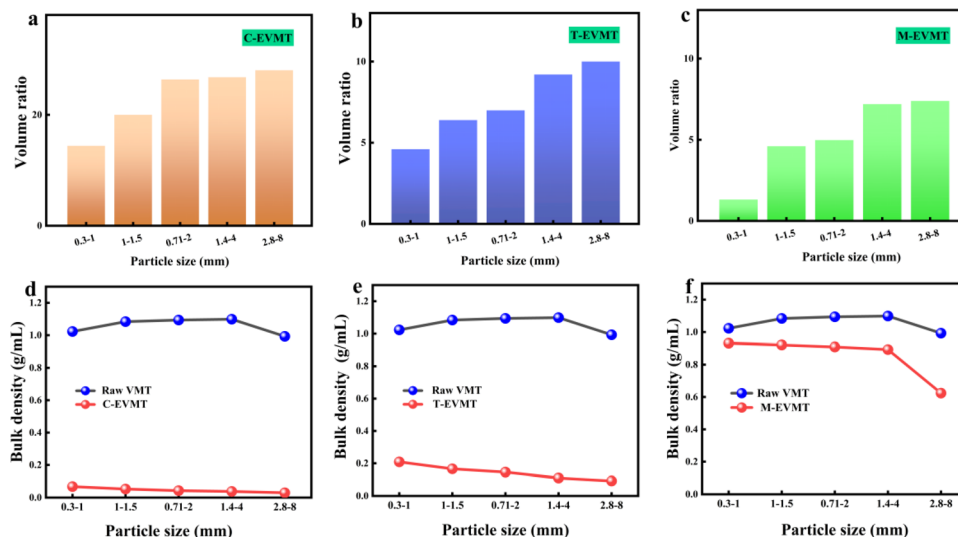 a
C-EVMT
Volume ratio
20
0
0.3-1
1-1.5
0.71-2
1.4-4
2.8-8
Particle size (mm)
b
T-EVMT
Volume ratio
10
5
0
0.3-1
1-1.5
0.71-2
1.4-4
2.8-8
Particle size (mm)
c
M-EVMT
Volume ratio
10
5
0
0.3-1
1-1.5
0.71-2
1.4-4
2.8-8
Particle size (mm)
d
Bulk density (g/mL)
1.2
1.0
0.8
0.6
0.4
0.2
0.0
Raw VMT
C-EVMT
0.3-1
1-1.5
0.71-2
1.4-4
2.8-8
Particle size (mm)
e
Bulk density (g/mL)
1.2
1.0
0.8
0.6
0.4
0.2
0.0
Raw VMT
T-EVMT
0.3-1
1-1.5
0.71-2
1.4-4
2.8-8
Particle size (mm)
f
Bulk density (g/mL)
1.2
1.0
0.8
0.6
0.4
0.2
0.0
Raw VMT
M-EVMT
0.3-1
1-1.5
0.71-2
1.4-4
2.8-8
Particle size (mm)